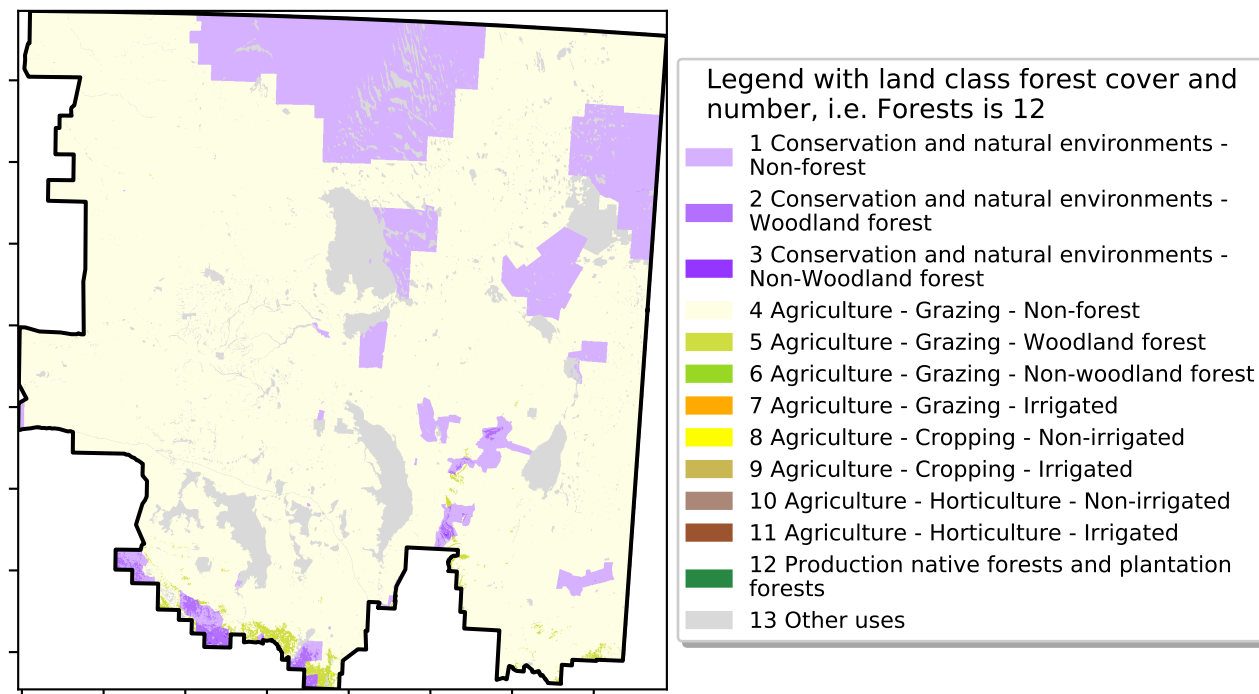 Legend with land class forest cover and
number, i.e. Forests is 12
1 Conservation and natural environments -
Non-forest
2 Conservation and natural environments -
Woodland forest
3 Conservation and natural environments -
Non-Woodland forest
4 Agriculture - Grazing - Non-forest
5 Agriculture - Grazing - Woodland forest
6 Agriculture - Grazing - Non-woodland forest
7 Agriculture - Grazing - Irrigated
8 Agriculture - Cropping - Non-irrigated
9 Agriculture - Cropping - Irrigated
10 Agriculture - Horticulture - Non-irrigated
11 Agriculture - Horticulture - Irrigated
12 Production native forests and plantation
forests
13 Other uses